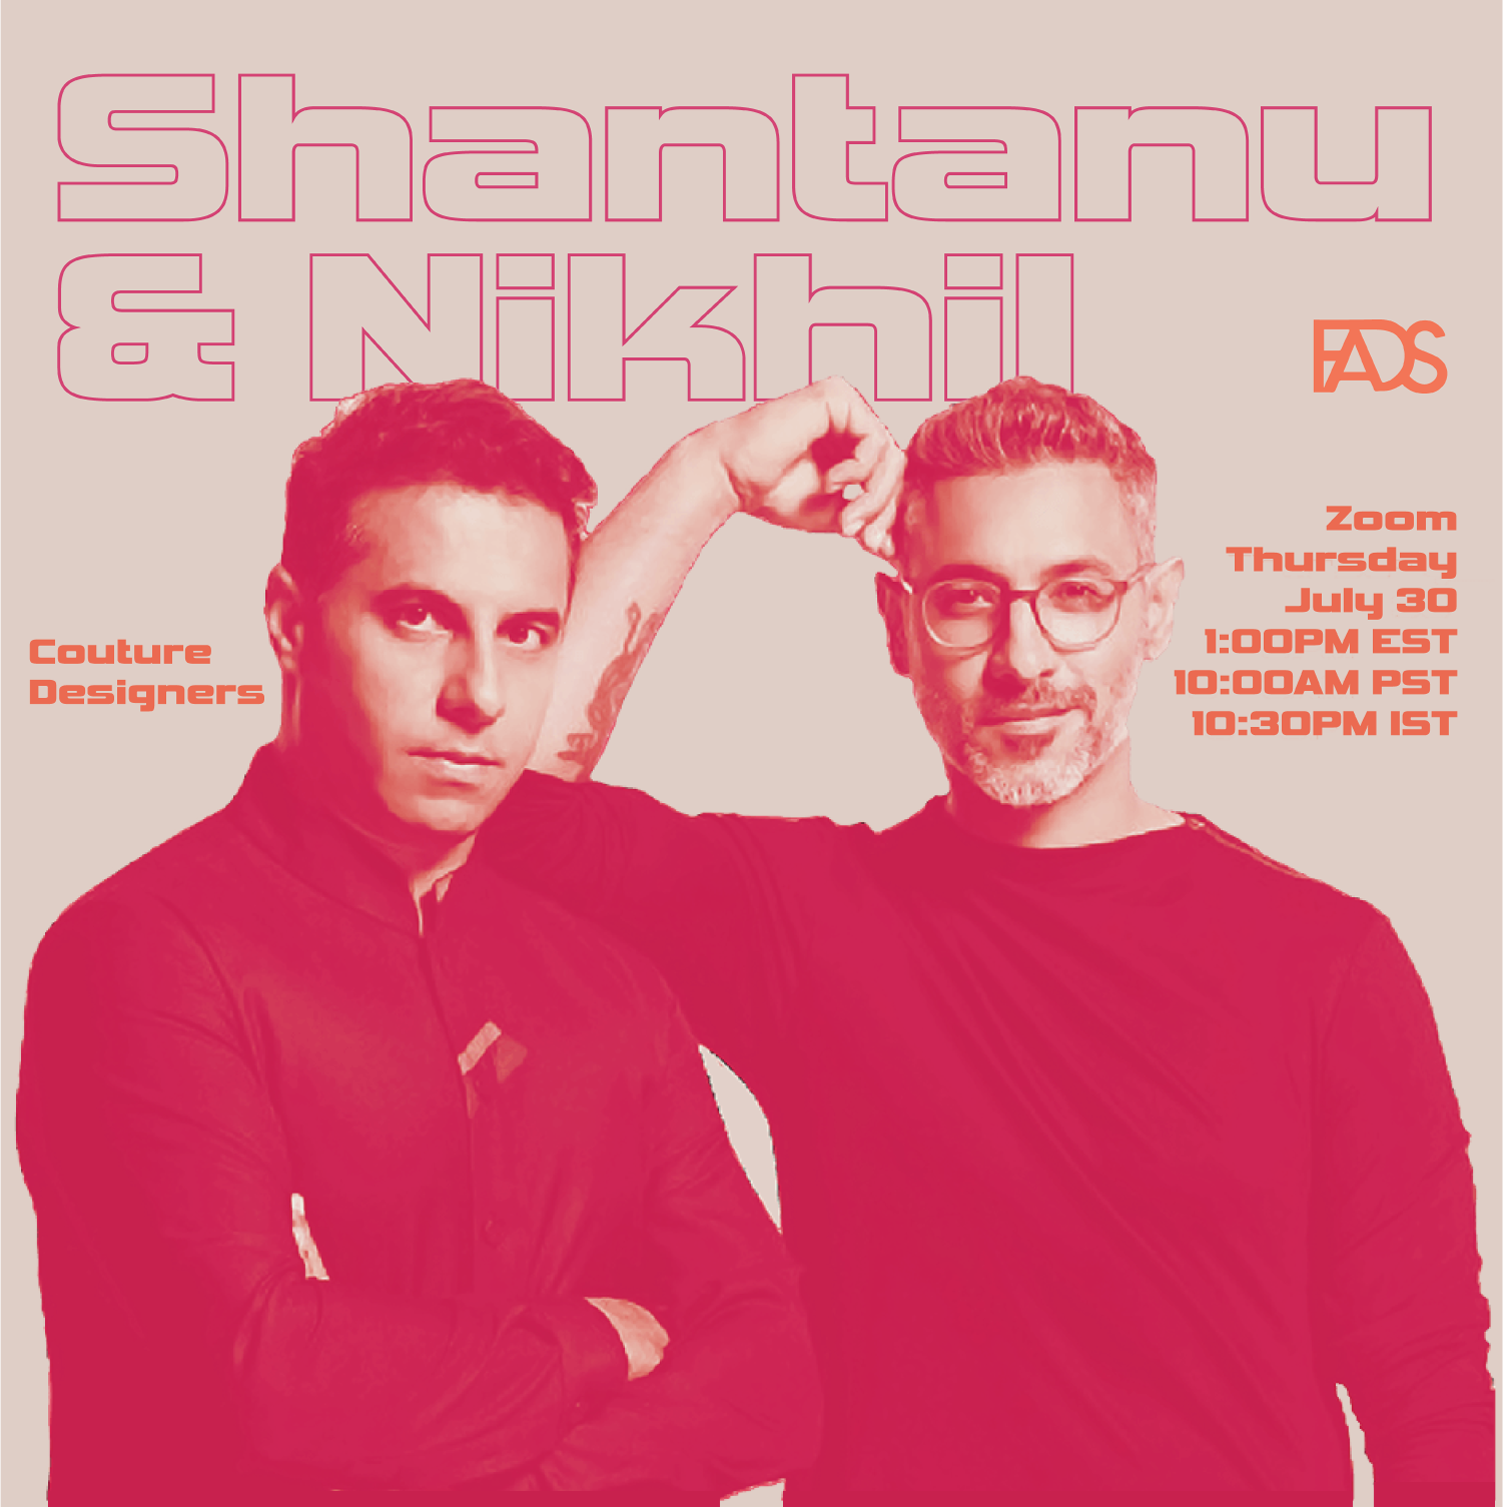 Shantanu
& Nikhil
FADS
Couture
Designers
Zoom
Thursday
July 30
1:00PM EST
10:00AM PST
10:30PM IST